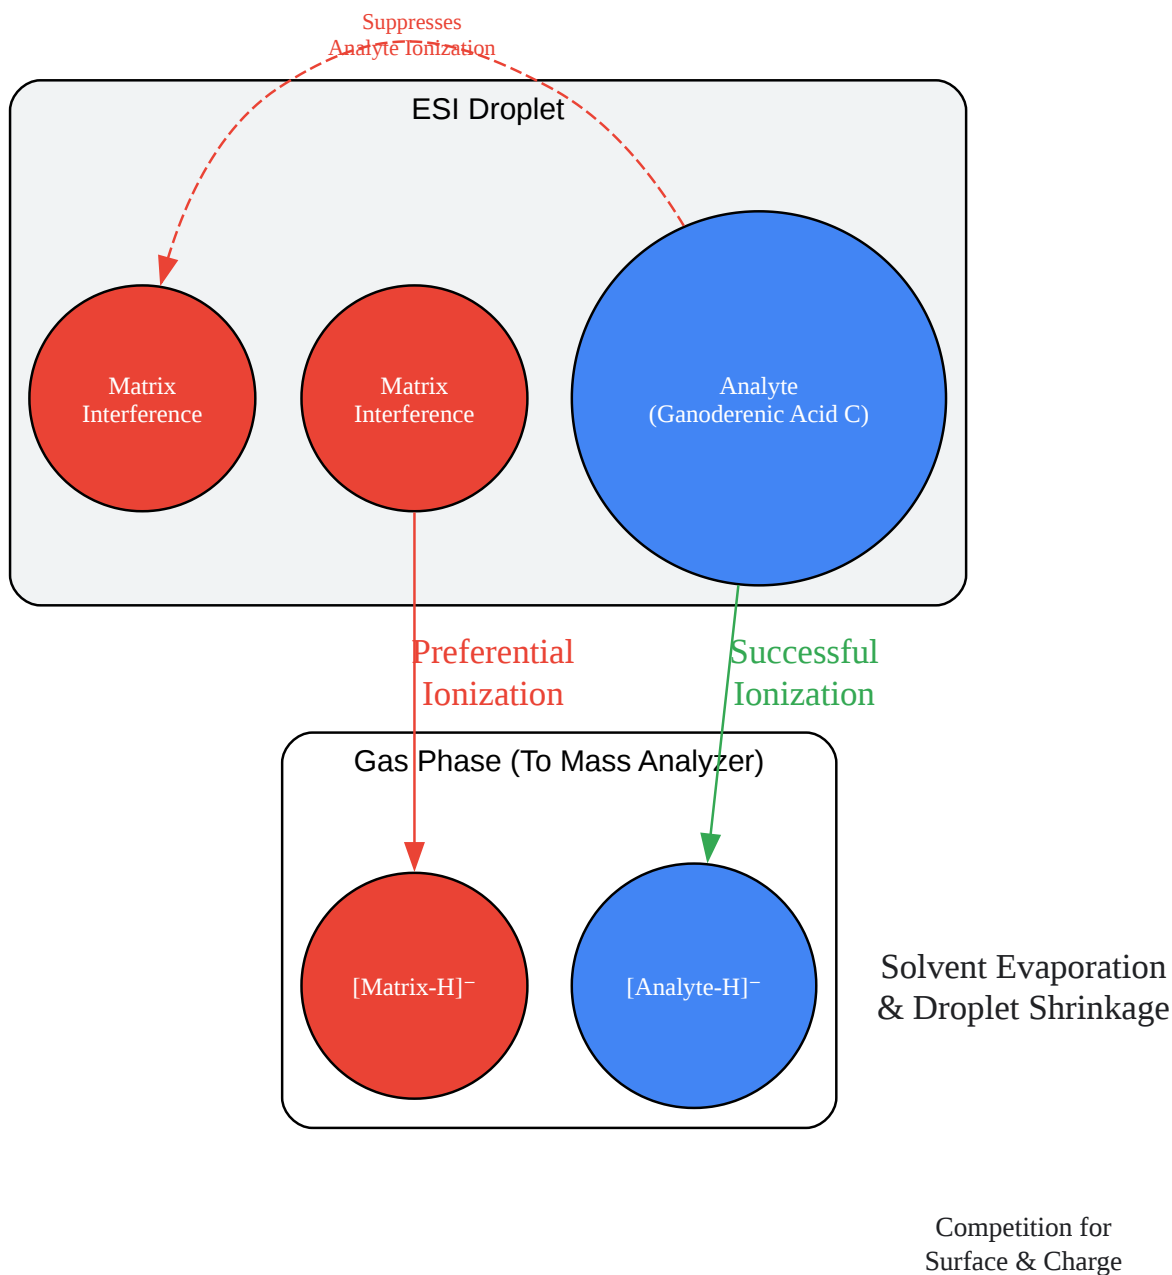 Suppresses
Analyte Ionization
ESI Droplet
Matrix
Interference
Matrix
Interference
Analyte
(Ganoderenic Acid C)
Preferential
Ionization
Successful
Ionization
Gas Phase (To Mass Analyzer)
[Matrix-H]⁻
[Analyte-H]⁻
Solvent Evaporation
& Droplet Shrinkage
Competition for
Surface & Charge